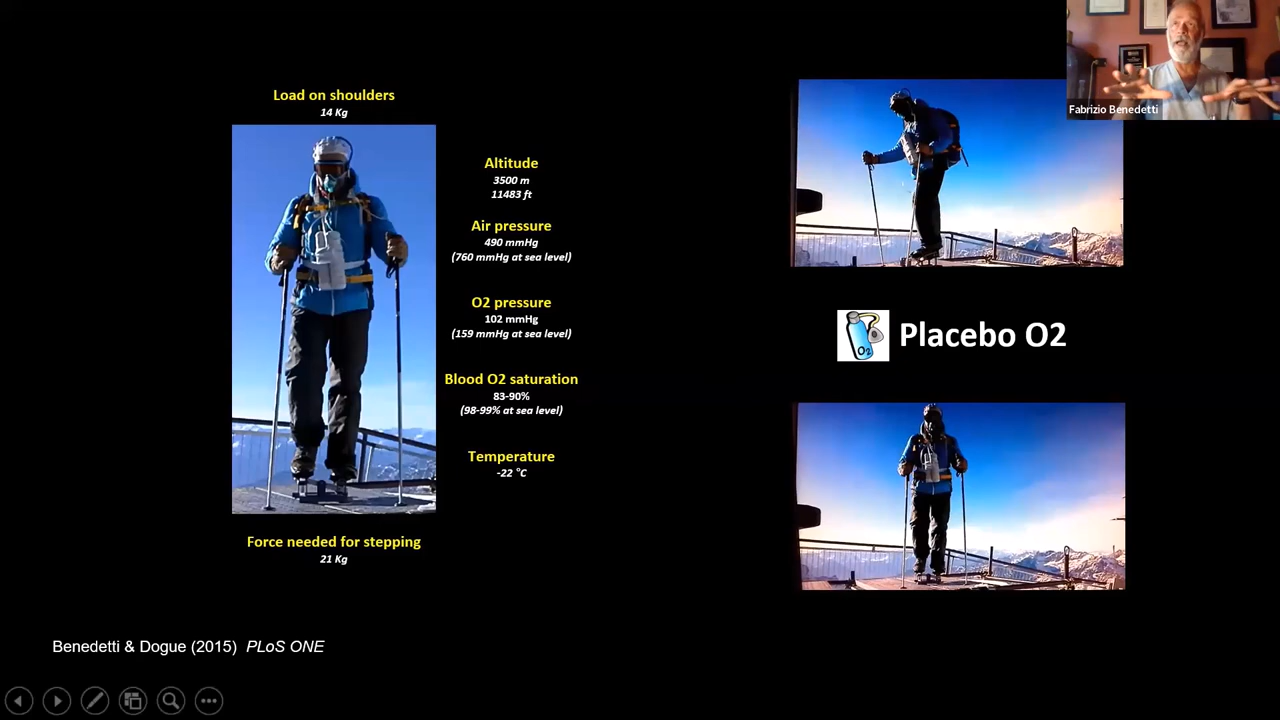 Load on shoulders
14 Kg
Altitude
3500 m
11483 ft
Air pressure
490 mmHg
(760 mmHg at sea level)
O2 pressure
102 mmHg
(159 mmHg at sea level)
Blood O2 saturation
83-90%
(98-99% at sea level)
Temperature
-22 °C
Force needed for stepping
21 Kg
Benedetti & Dogue (2015) PLoS ONE
Fabrizio Benedetti
O2
Placebo O2